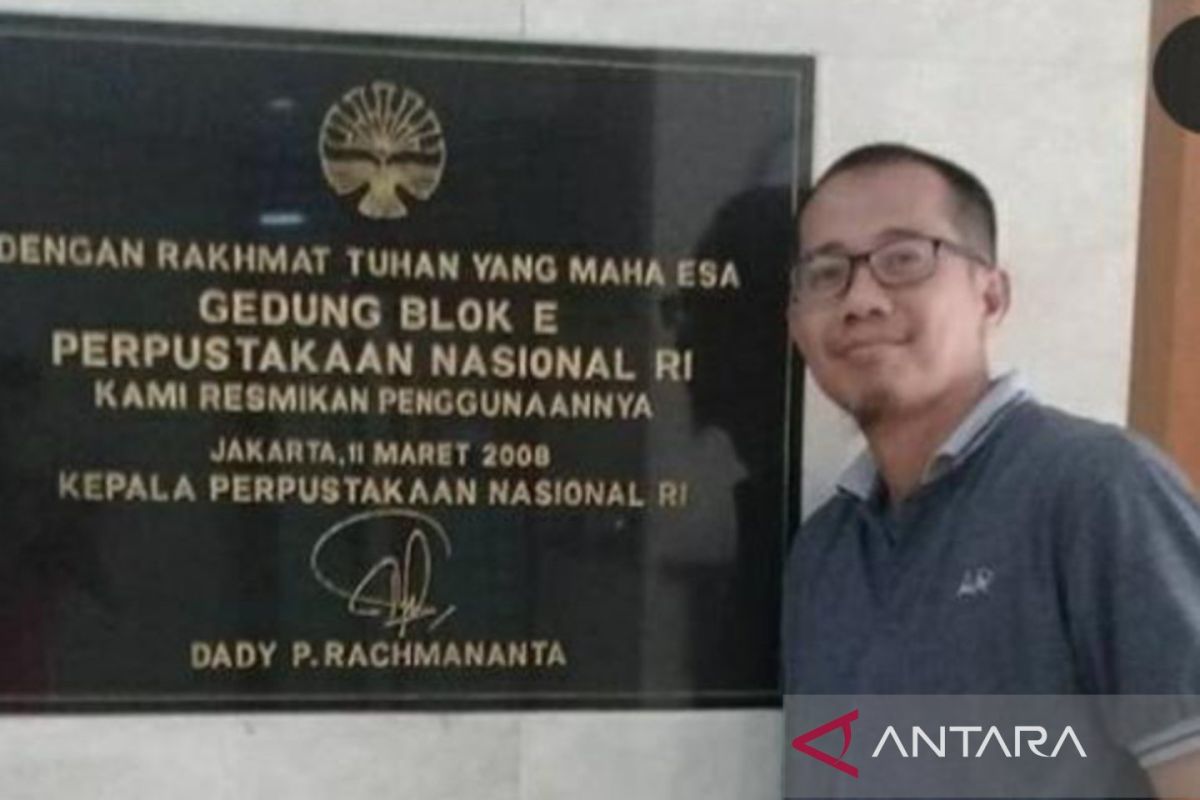 DENGAN RAKHMAT TUHAN YANG MAHA ESA
GEDUNG BLOK E
PERPUSTAKAAN NASIONAL RI
KAMI RESMIKAN PENGGUNAANNYA
JAKARTA, 11 MARET 2008
KEPALA PERPUSTAKAAN NASIONAL RI
DADY P. RACHMANANTA
ANTARA